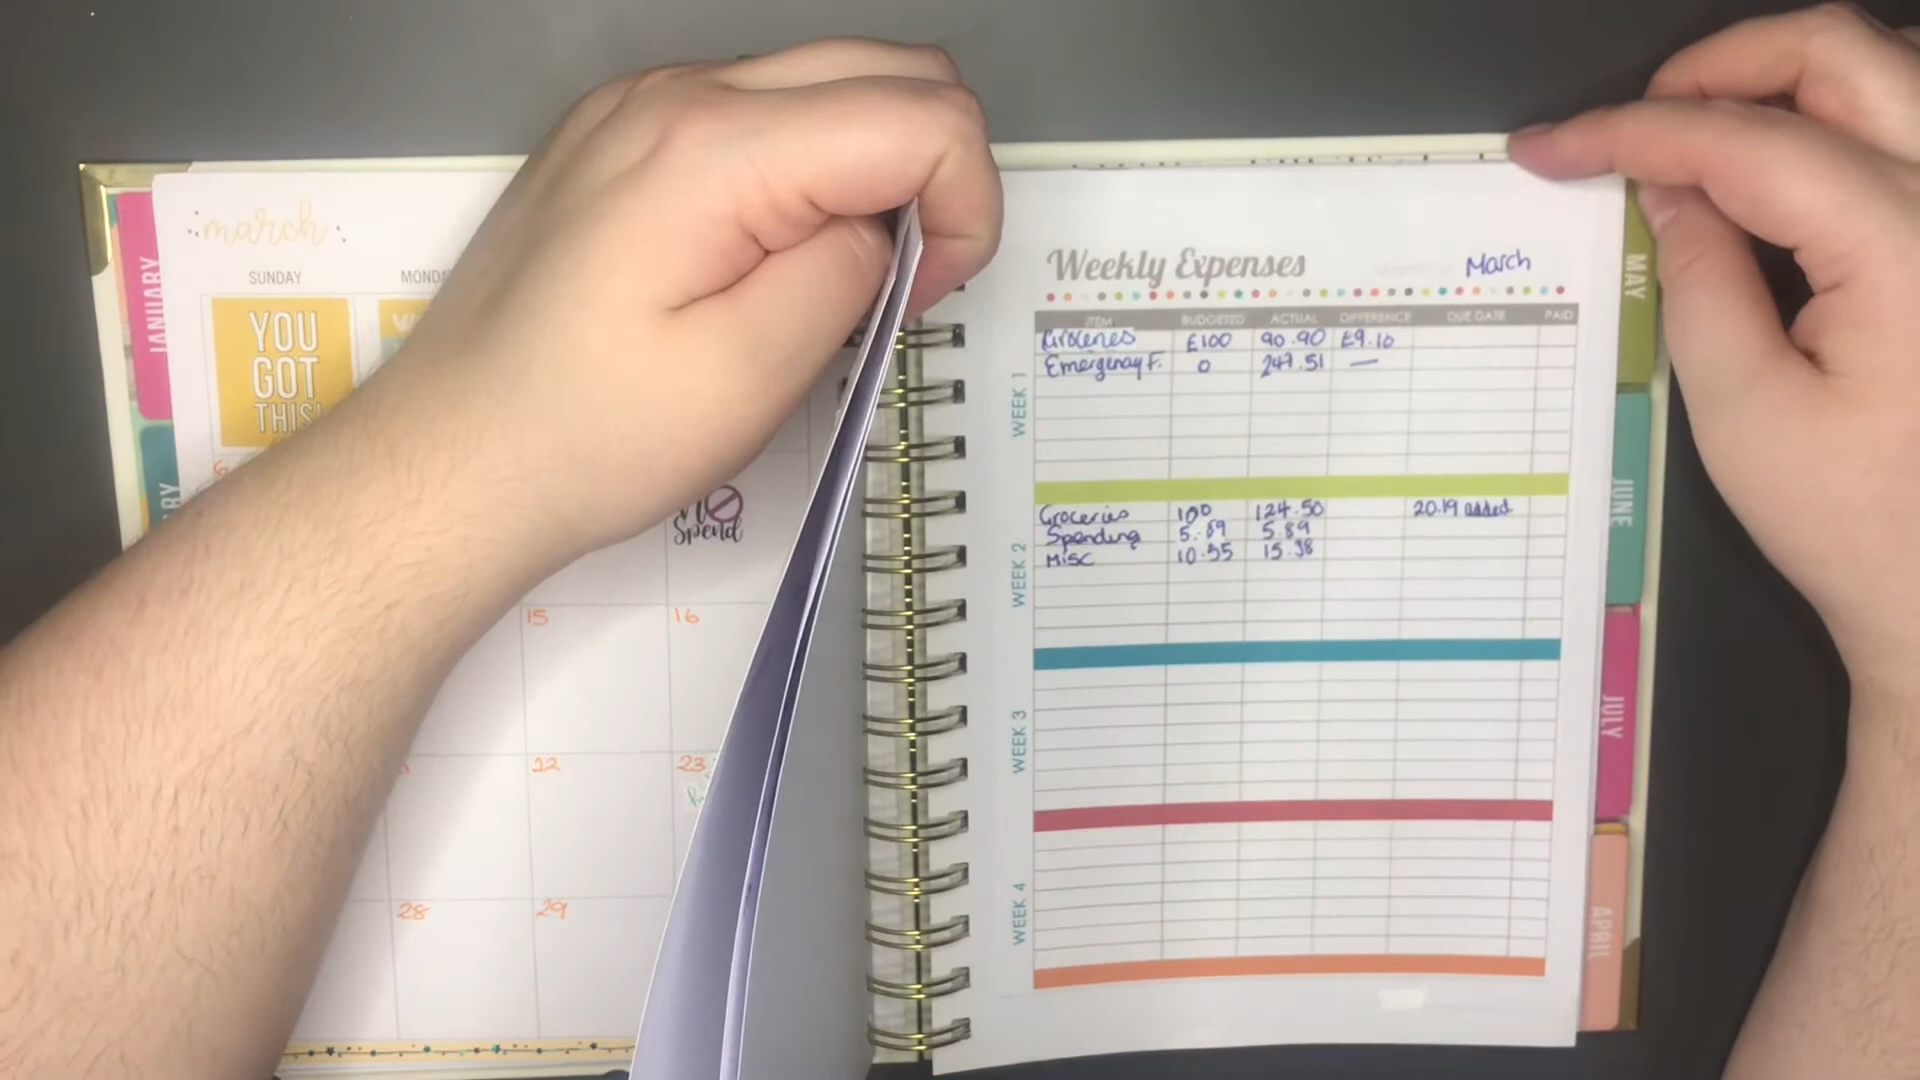 march
SUNDAY
YOU
GOT
THIS!
6
Spend
15
16
22
23
28
29
JANUARY
Weekly Expenses March
ITEM BUDGETED ACTUAL DIFFERENCE DUE DATE PAID
WEEK 1
Groceries £100 90.90 £9.10
Emergency F. 0 247.51 —
WEEK 2
Groceries 100 124.50 20.19 added
Spending 5.89 5.89
Misc 10.55 15.38
WEEK 3
WEEK 4
MAY
JUNE
JULY
APRIL